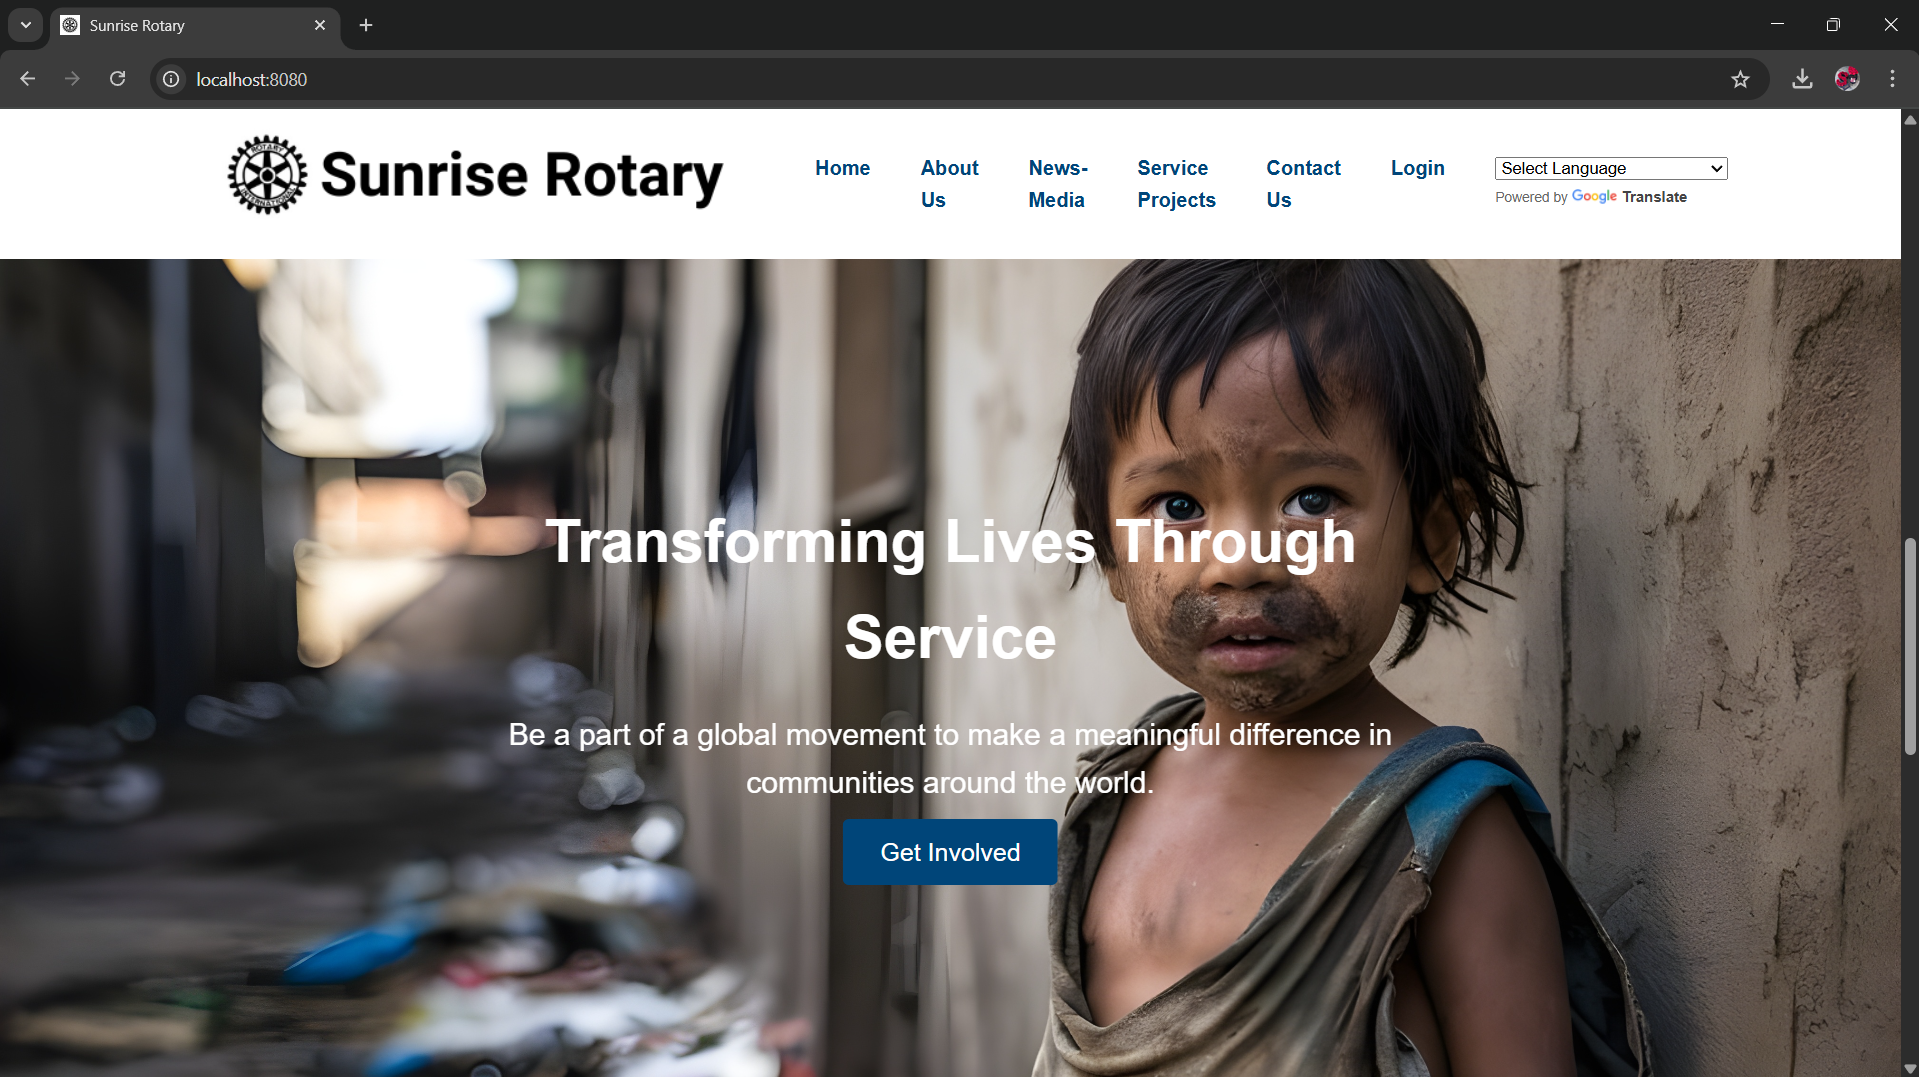 Sunrise Rotary
localhost:8080
ROTARY
INTERNATIONAL
Sunrise Rotary
Home
About
Us
News-
Media
Service
Projects
Contact
Us
Login
Select Language
Powered by Google Translate
Transforming Lives Through
Service
Be a part of a global movement to make a meaningful difference in
communities around the world.
Get Involved